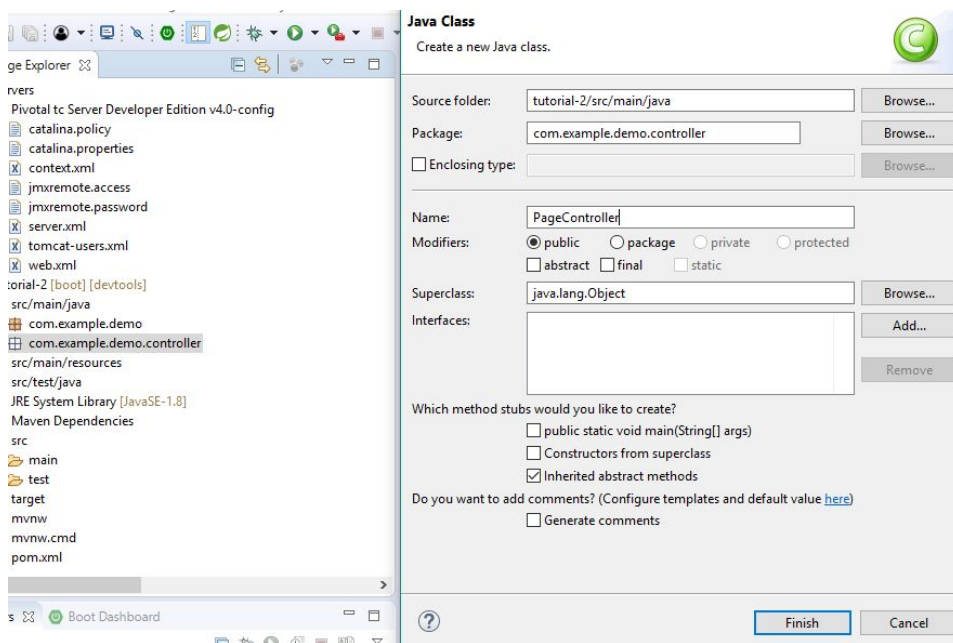 ge Explorer
rvers
Pivotal tc Server Developer Edition v4.0-config
catalina.policy
catalina.properties
context.xml
jmxremote.access
jmxremote.password
server.xml
tomcat-users.xml
web.xml
torial-2 [boot] [devtools]
src/main/java
com.example.demo
com.example.demo.controller
src/main/resources
src/test/java
JRE System Library [JavaSE-1.8]
Maven Dependencies
src
main
test
target
mvnw
mvnw.cmd
pom.xml
s Boot Dashboard
Java Class
Create a new Java class.
Source folder: tutorial-2/src/main/java Browse...
Package: com.example.demo.controller Browse...
Enclosing type: Browse...
Name: PageController
Modifiers: public package private protected
abstract final static
Superclass: java.lang.Object Browse...
Interfaces: Add...
Remove
Which method stubs would you like to create?
public static void main(String[] args)
Constructors from superclass
Inherited abstract methods
Do you want to add comments? (Configure templates and default value here)
Generate comments
? Finish Cancel